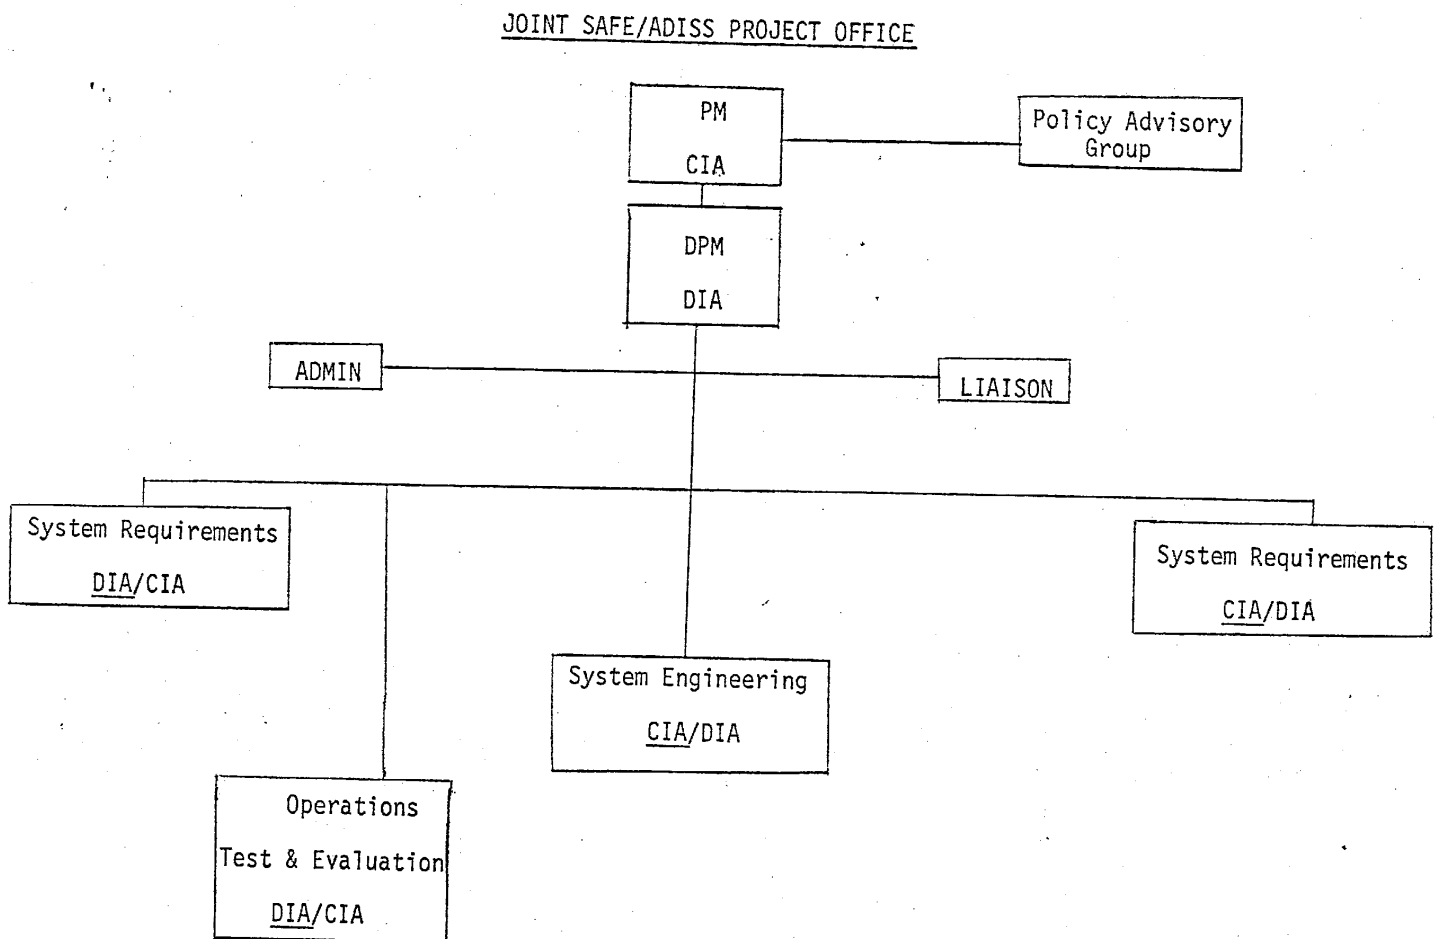 JOINT SAFE/ADISS PROJECT OFFICE
PM
CIA
Policy Advisory
Group
DPM
DIA
ADMIN
LIAISON
System Requirements
DIA/CIA
System Requirements
CIA/DIA
System Engineering
CIA/DIA
Operations
Test & Evaluation
DIA/CIA